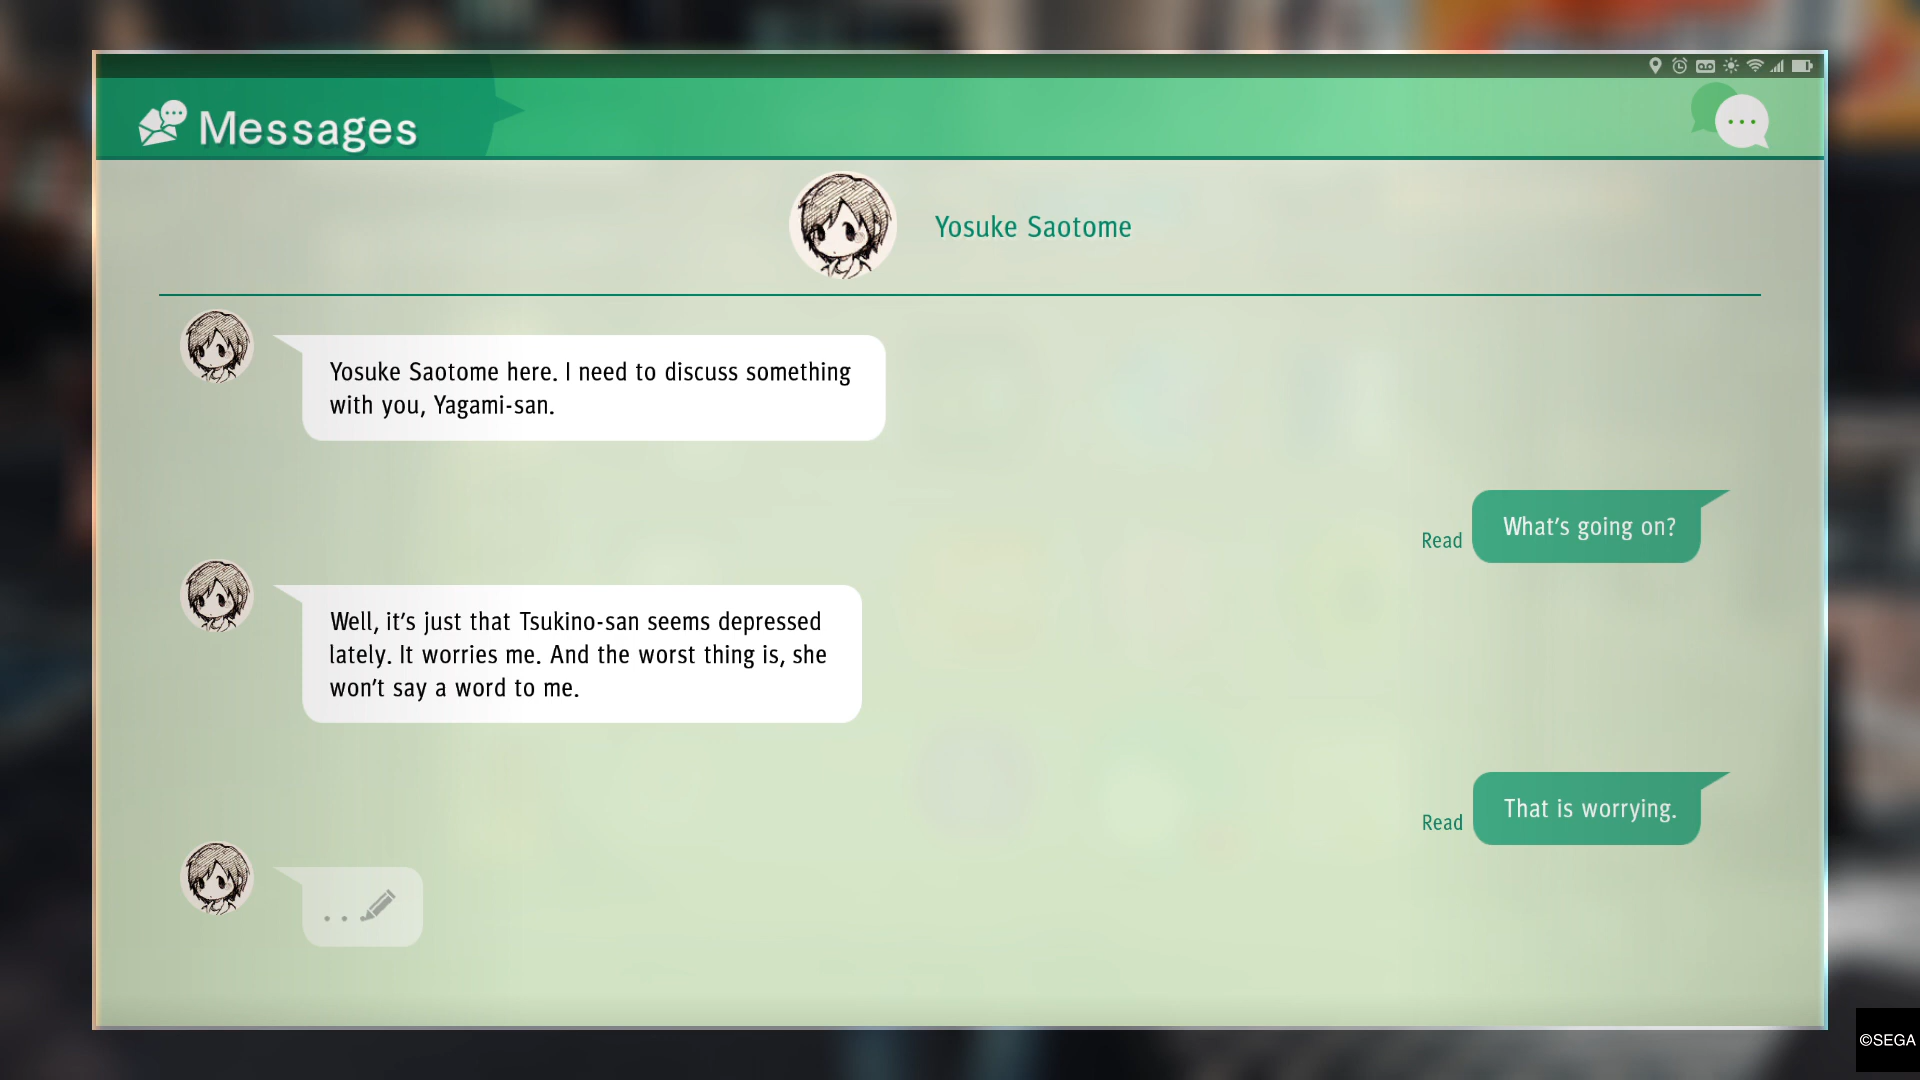 Messages
Yosuke Saotome
Yosuke Saotome here. I need to discuss something
with you, Yagami-san.
What's going on?
Read
Well, it's just that Tsukino-san seems depressed
lately. It worries me. And the worst thing is, she
won't say a word to me.
That is worrying.
Read
©SEGA